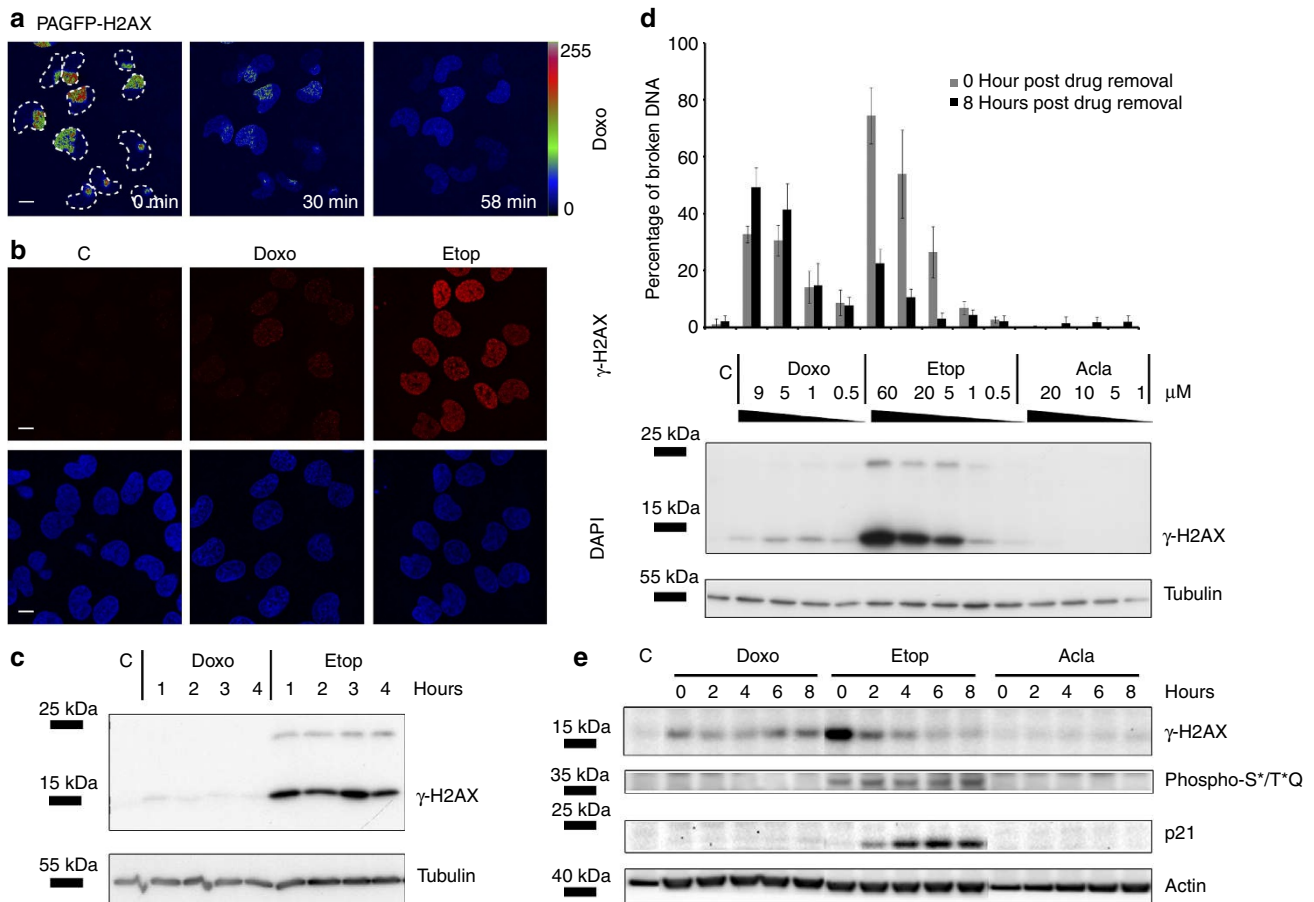 a PAGFP-H2AX
0 min
30 min
58 min
255
0
Doxo
b
C Doxo Etop
γ-H2AX
DAPI
c
C Doxo Etop
1 2 3 4 1 2 3 4 Hours
25 kDa
15 kDa
γ-H2AX
55 kDa
Tubulin
d
Percentage of broken DNA
100
80
60
40
20
0
0 Hour post drug removal
8 Hours post drug removal
C Doxo Etop Acla
9 5 1 0.5 60 20 5 1 0.5 20 10 5 1 μM
25 kDa
15 kDa
γ-H2AX
55 kDa
Tubulin
e
C Doxo Etop Acla
0 2 4 6 8 0 2 4 6 8 0 2 4 6 8 Hours
15 kDa
γ-H2AX
35 kDa
Phospho-S*/T*Q
25 kDa
p21
40 kDa
Actin